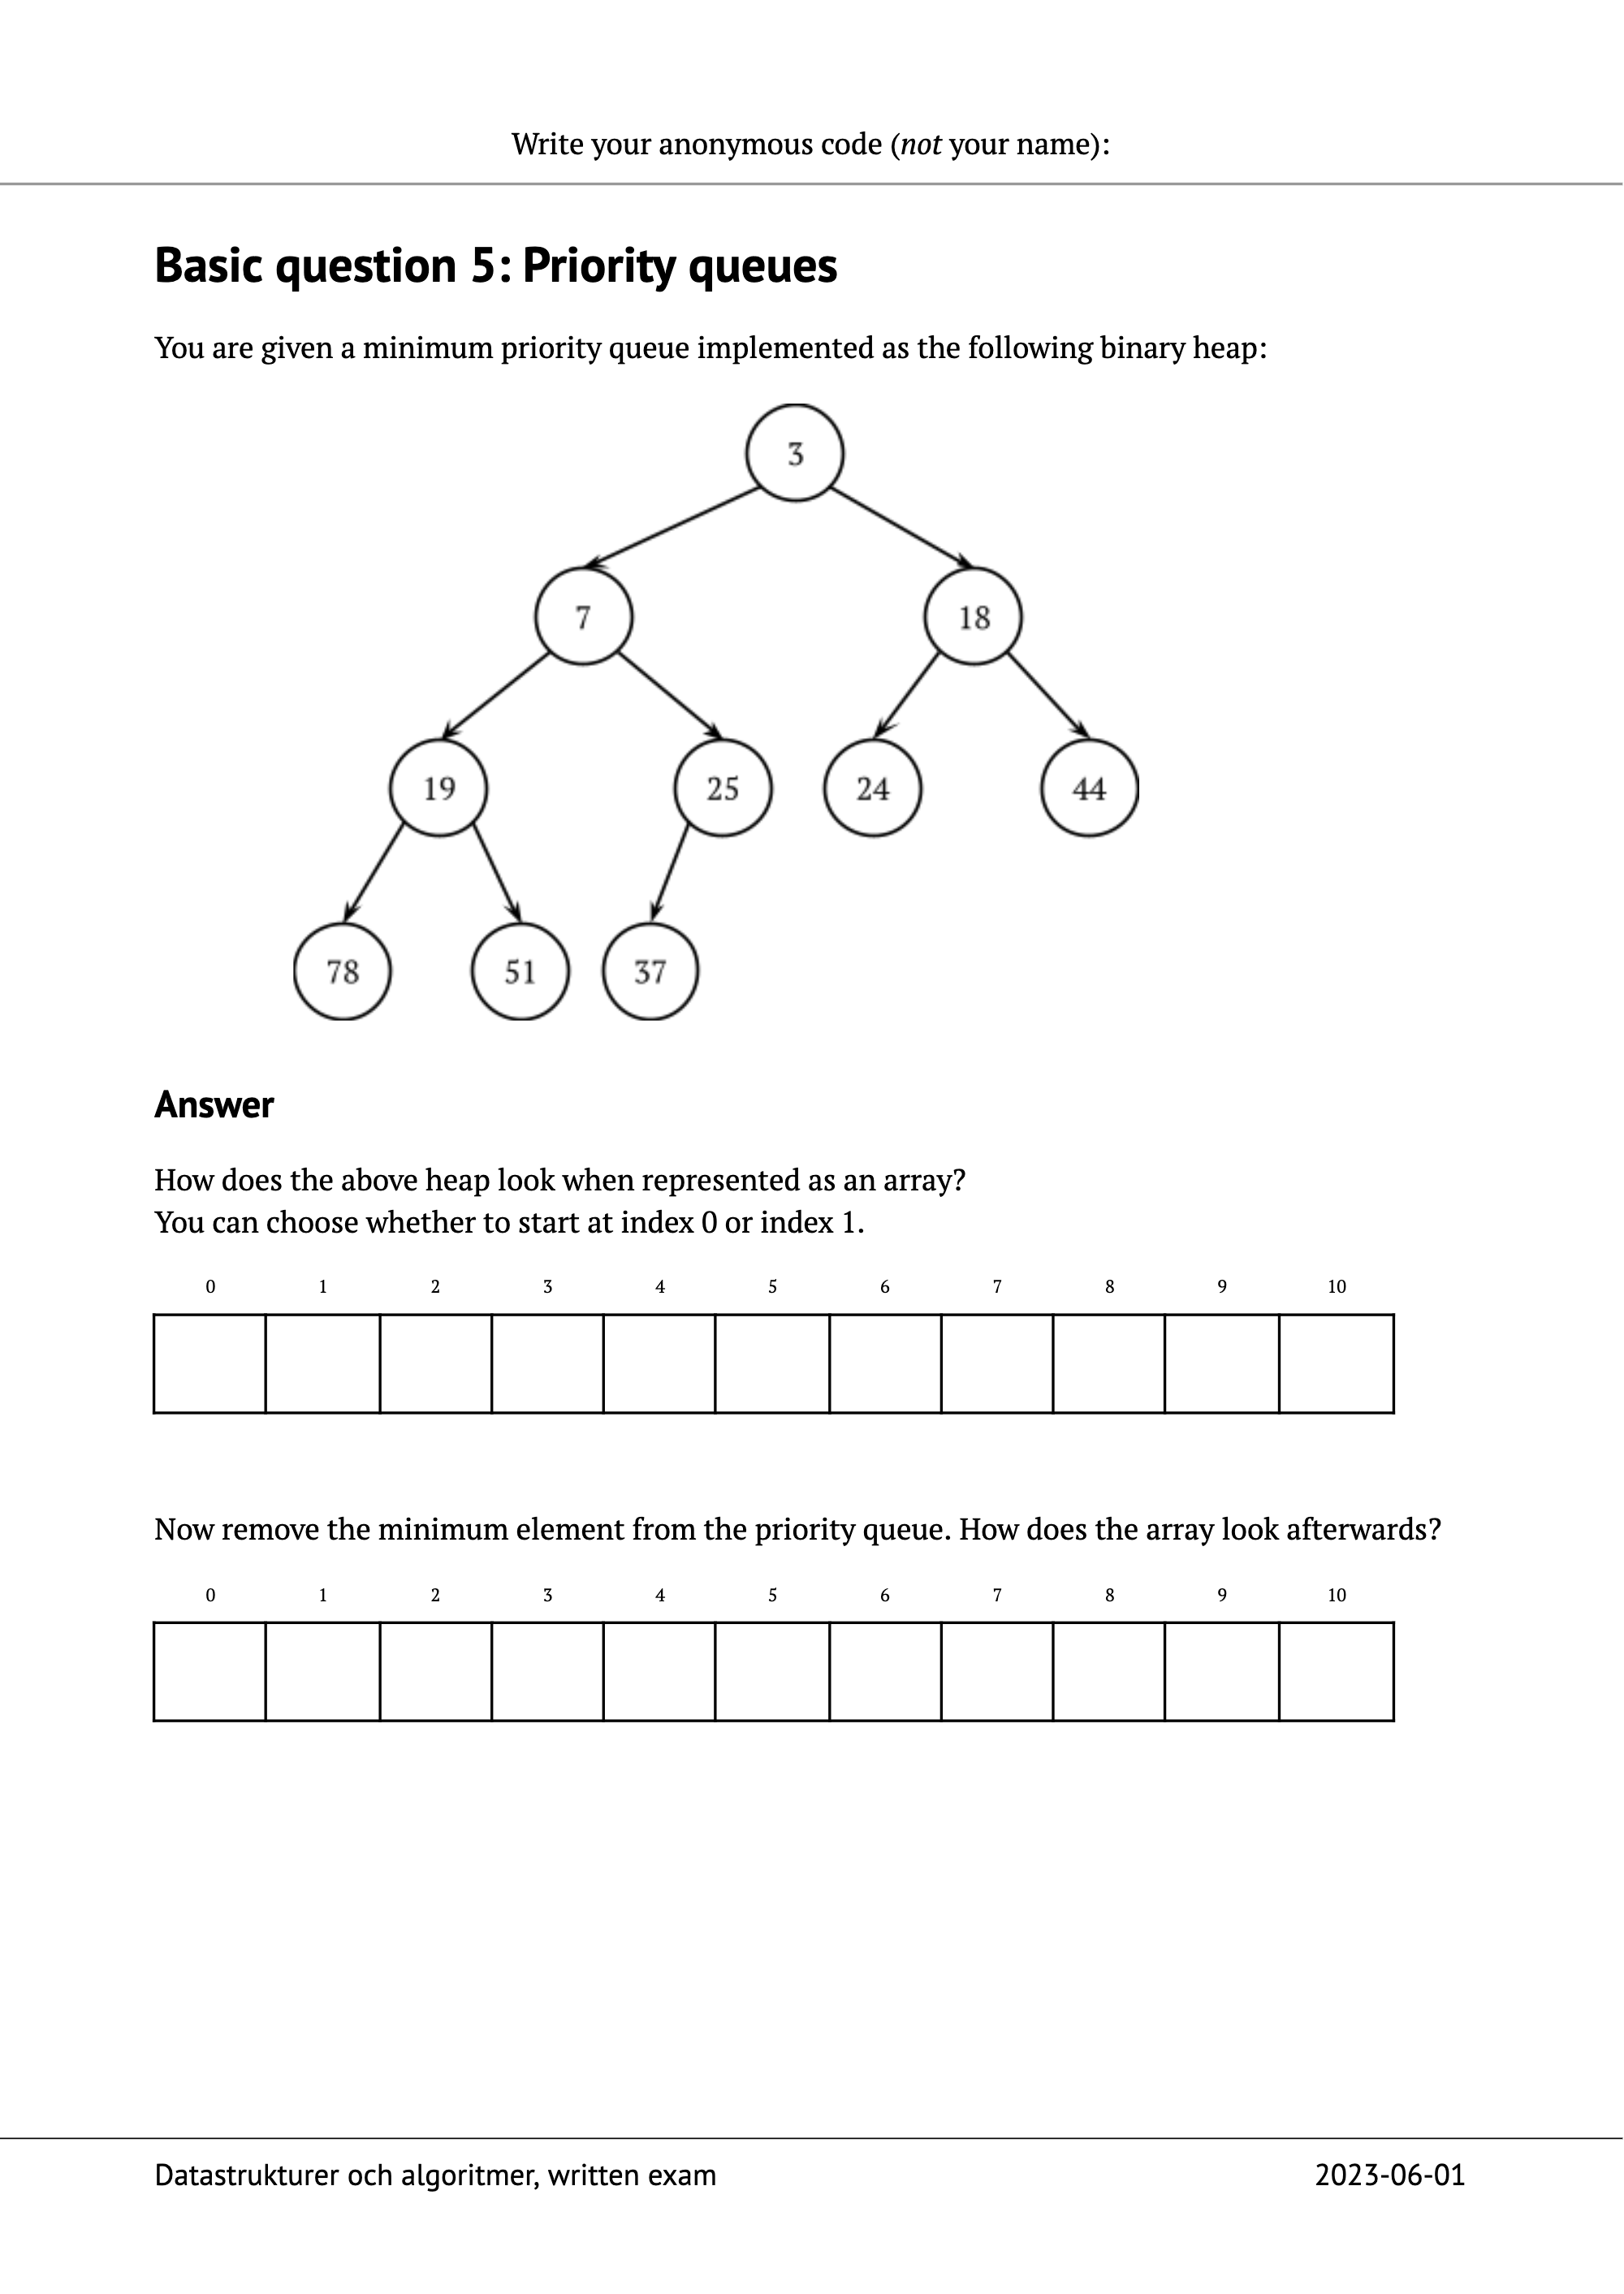 Write your anonymous code (not your name):
Basic question 5: Priority queues
You are given a minimum priority queue implemented as the following binary heap:
3
7 18
19 25 24 44
78 51 37
Answer
How does the above heap look when represented as an array?
You can choose whether to start at index 0 or index 1.
0 1 2 3 4 5 6 7 8 9 10
Now remove the minimum element from the priority queue. How does the array look afterwards?
0 1 2 3 4 5 6 7 8 9 10
Datastrukturer och algoritmer, written exam 2023-06-01